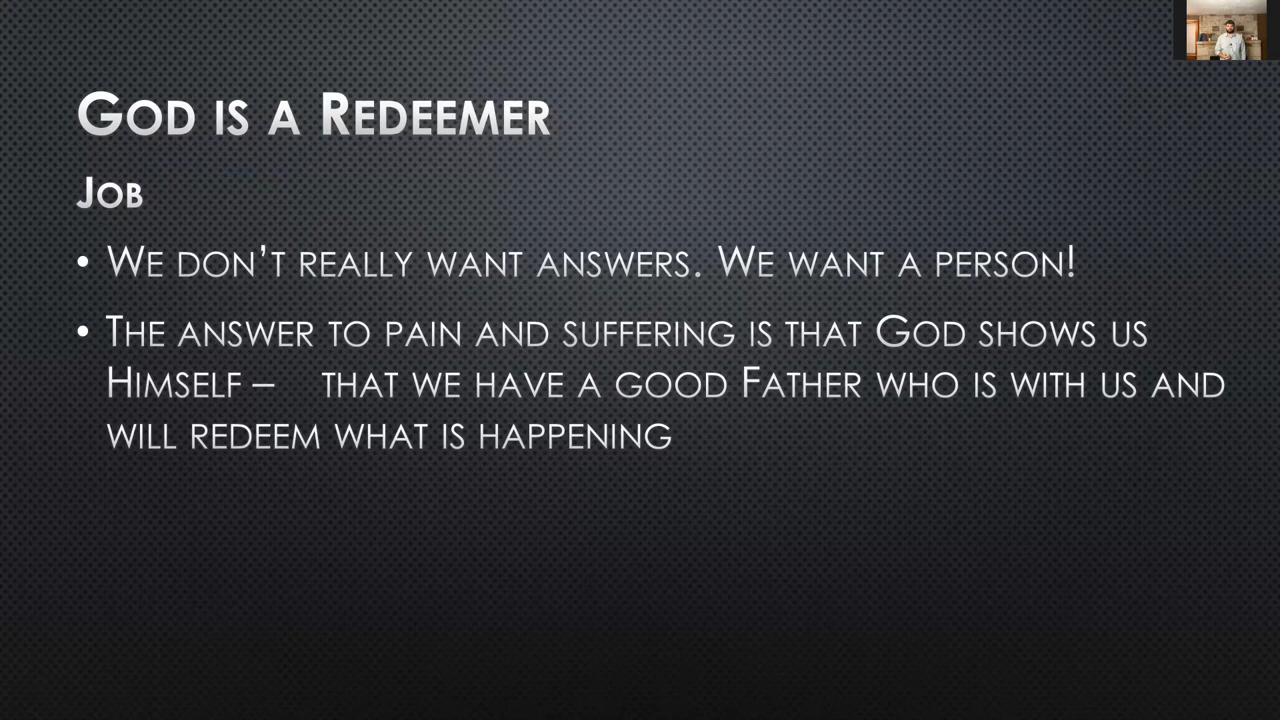 God is a Redeemer
Job
• We don't really want answers. We want a person!
• The answer to pain and suffering is that God shows us
Himself – that we have a good Father who is with us and
will redeem what is happening